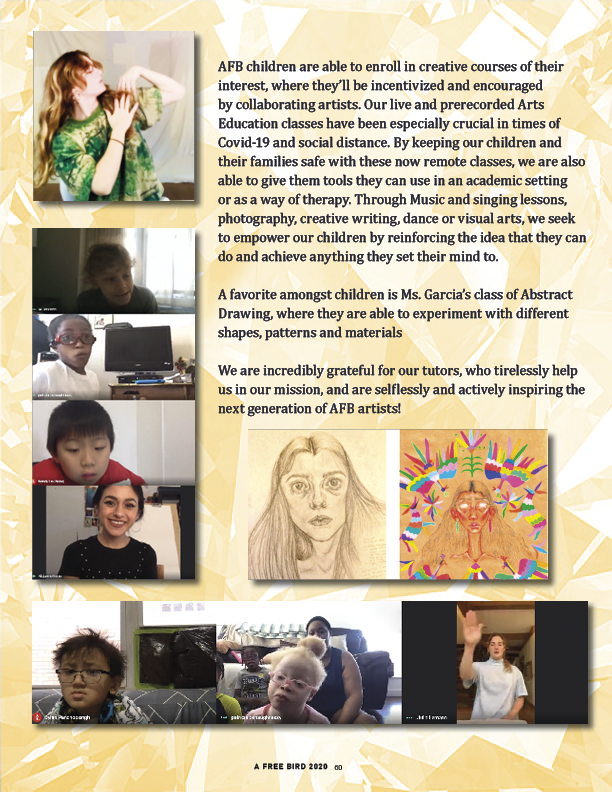 AFB children are able to enroll in creative courses of their
interest, where they'll be incentivized and encouraged
by collaborating artists. Our live and prerecorded Arts
Education classes have been especially crucial in times of
Covid-19 and social distance. By keeping our children and
their families safe with these now remote classes, we are also
able to give them tools they can use in an academic setting
or as a way of therapy. Through Music and singing lessons,
photography, creative writing, dance or visual arts, we seek
to empower our children by reinforcing the idea that they can
do and achieve anything they set their mind to.
A favorite amongst children is Ms. Garcia's class of Abstract
Drawing, where they are able to experiment with different
shapes, patterns and materials
We are incredibly grateful for our tutors, who tirelessly help
us in our mission, and are selflessly and actively inspiring the
next generation of AFB artists!
A FREE BIRD 2020 60